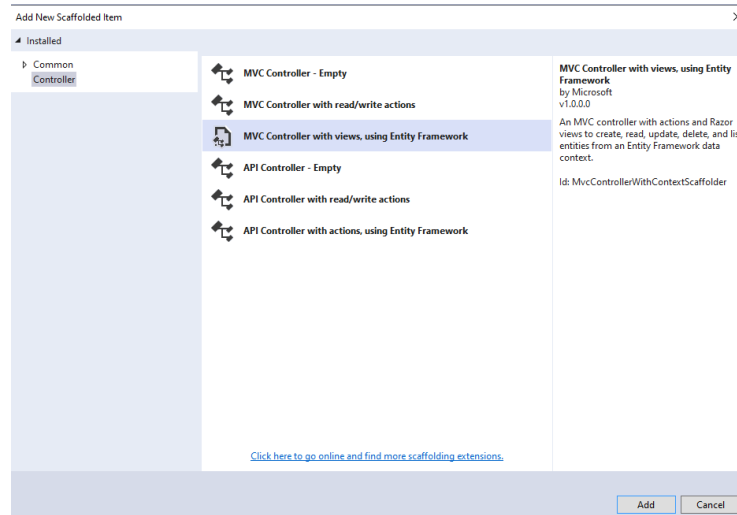 Add New Scaffolded Item
Installed
Common
Controller
MVC Controller - Empty
MVC Controller with read/write actions
MVC Controller with views, using Entity Framework
API Controller - Empty
API Controller with read/write actions
API Controller with actions, using Entity Framework
Click here to go online and find more scaffolding extensions.
MVC Controller with views, using Entity
Framework
by Microsoft
v1.0.0.0
An MVC controller with actions and Razor
views to create, read, update, delete, and
entities from an Entity Framework data
context.
Id: MvcControllerWithContextScaffolder
Add
Cancel